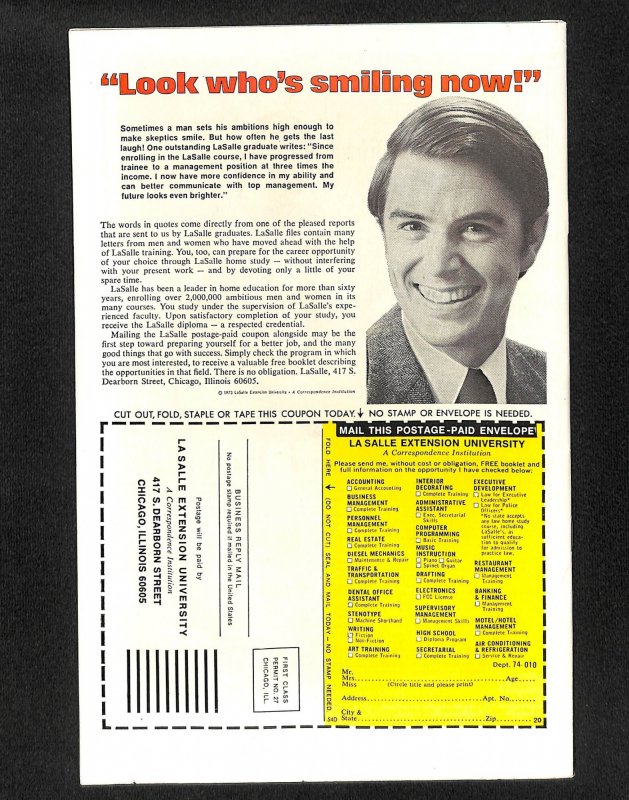 “Look who's smiling now!”
Sometimes a man sets his ambitions high enough to
make skeptics smile. But how often he gets the last
laugh! One outstanding LaSalle graduate writes: “Since
enrolling in the LaSalle course, I have progressed from
trainee to a management position at three times the
income. I now have more confidence in my ability and
can better communicate with top management. My
future looks even brighter.”
The words in quotes come directly from one of the pleased reports
that are sent to us by LaSalle graduates. LaSalle files contain many
letters from men and women who have moved ahead with the help
of LaSalle training. You, too, can prepare for the career opportunity
of your choice through LaSalle home study — without interfering
with your present work — and by devoting only a little of your
spare time.
LaSalle has been a leader in home education for more than sixty
years, enrolling over 2,000,000 ambitious men and women in its
many courses. You study under the supervision of LaSalle's expe-
rienced faculty. Upon satisfactory completion of your study, you
receive the LaSalle diploma — a respected credential.
Mailing the LaSalle postage-paid coupon alongside may be the
first step toward preparing yourself for a better job, and the many
good things that go with success. Simply check the program in which
you are most interested, to receive a valuable free booklet describing
the opportunities in that field. There is no obligation. LaSalle, 417 S.
Dearborn Street, Chicago, Illinois 60605.
© 1973 LaSalle Extension University • A Correspondence Institution
CUT OUT, FOLD, STAPLE OR TAPE THIS COUPON TODAY. ↓ NO STAMP OR ENVELOPE IS NEEDED.
BUSINESS REPLY MAIL
No postage stamp required if mailed in the United States
Postage will be paid by
LA SALLE EXTENSION UNIVERSITY
A Correspondence Institution
417 S. DEARBORN STREET
CHICAGO, ILLINOIS 60605
FIRST CLASS
PERMIT NO. 27
CHICAGO, ILL.
FOLD HERE ↓ (DO NOT CUT) SEAL AND MAIL TODAY—NO STAMP NEEDED
MAIL THIS POSTAGE-PAID ENVELOPE
LA SALLE EXTENSION UNIVERSITY
A Correspondence Institution
Please send me, without cost or obligation, FREE booklet and
full information on the opportunity I have checked below:
ACCOUNTING
General Accounting
BUSINESS
MANAGEMENT
Complete Training
PERSONNEL
MANAGEMENT
Complete Training
REAL ESTATE
Complete Training
DIESEL MECHANICS
Maintenance & Repair
TRAFFIC &
TRANSPORTATION
Complete Training
DENTAL OFFICE
ASSISTANT
Complete Training
STENOTYPE
Machine Shorthand
WRITING
Fiction
Non-Fiction
ART TRAINING
Complete Training
INTERIOR
DECORATING
Complete Training
ADMINISTRATIVE
ASSISTANT
Exec. Secretarial
Skills
COMPUTER
PROGRAMMING
Basic Training
MUSIC
INSTRUCTION
Piano Guitar
Spinet Organ
DRAFTING
Complete Training
ELECTRONICS
FCC License
SUPERVISORY
MANAGEMENT
Management Skills
HIGH SCHOOL
Diploma Program
SECRETARIAL
Complete Training
EXECUTIVE
DEVELOPMENT
Law for Executive
Leadership*
Law for Police
Officers*
*No state accepts
any law home study
course, including
LaSalle's, as
sufficient educa-
tion to qualify
for admission to
practice law.
RESTAURANT
MANAGEMENT
Management
Training
BANKING
& FINANCE
Management
Training
MOTEL/HOTEL
MANAGEMENT
Complete Training
AIR CONDITIONING
& REFRIGERATION
Service & Repair
Dept. 74-010
Mr.
Mrs. Age
Miss (Circle title and please print)
Address Apt. No.
City &
State Zip 20
54D